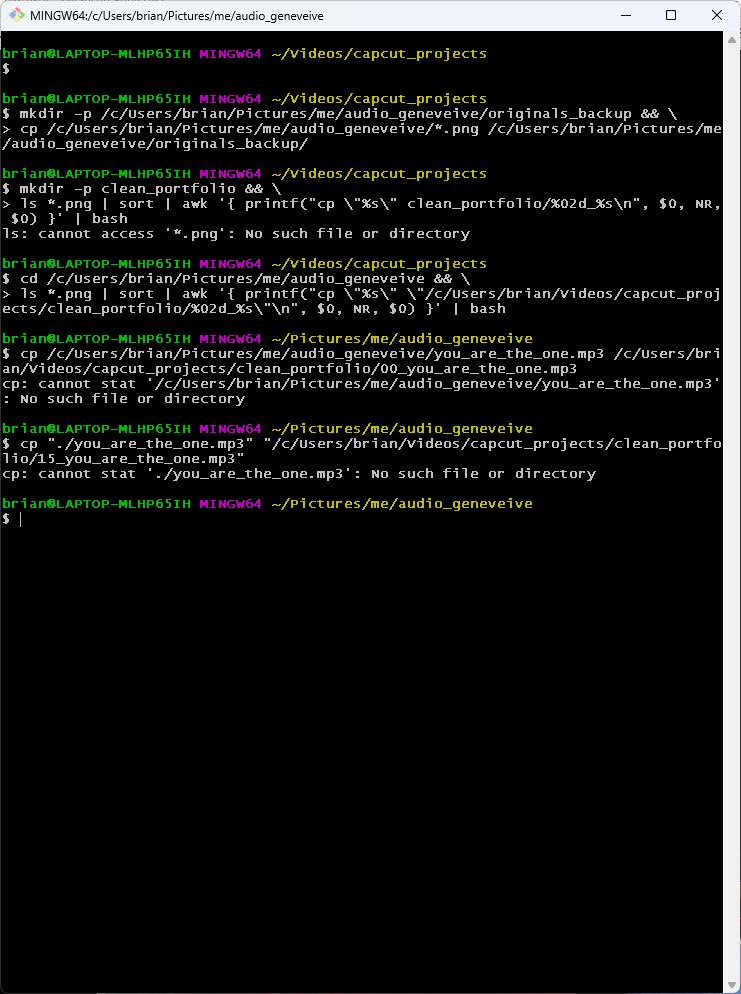 MINGW64:/c/Users/brian/Pictures/me/audio_geneveive
brian@LAPTOP-MLHP65IH MINGW64 ~/Videos/capcut_projects
$
brian@LAPTOP-MLHP65IH MINGW64 ~/Videos/capcut_projects
$ mkdir -p /c/Users/brian/Pictures/me/audio_geneveive/originals_backup && \
> cp /c/Users/brian/Pictures/me/audio_geneveive/*.png /c/Users/brian/Pictures/me
/audio_geneveive/originals_backup/
brian@LAPTOP-MLHP65IH MINGW64 ~/Videos/capcut_projects
$ mkdir -p clean_portfolio && \
> ls *.png | sort | awk '{ printf("cp \"%s\" clean_portfolio/%02d_%s\n", $0, NR,
 $0) }' | bash
ls: cannot access '*.png': No such file or directory
brian@LAPTOP-MLHP65IH MINGW64 ~/Videos/capcut_projects
$ cd /c/Users/brian/Pictures/me/audio_geneveive && \
> ls *.png | sort | awk '{ printf("cp \"%s\" \"/c/Users/brian/Videos/capcut_proj
ects/clean_portfolio/%02d_%s\"\n", $0, NR, $0) }' | bash
brian@LAPTOP-MLHP65IH MINGW64 ~/Pictures/me/audio_geneveive
$ cp /c/Users/brian/Pictures/me/audio_geneveive/you_are_the_one.mp3 /c/Users/bri
an/Videos/capcut_projects/clean_portfolio/00_you_are_the_one.mp3
cp: cannot stat '/c/Users/brian/Pictures/me/audio_geneveive/you_are_the_one.mp3'
: No such file or directory
brian@LAPTOP-MLHP65IH MINGW64 ~/Pictures/me/audio_geneveive
$ cp "./you_are_the_one.mp3" "/c/Users/brian/Videos/capcut_projects/clean_portfo
lio/15_you_are_the_one.mp3"
cp: cannot stat './you_are_the_one.mp3': No such file or directory
brian@LAPTOP-MLHP65IH MINGW64 ~/Pictures/me/audio_geneveive
$